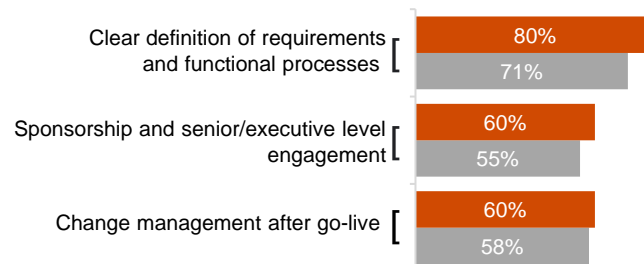 Clear definition of requirements
and functional processes
80%
71%
Sponsorship and senior/executive level
engagement
60%
55%
Change management after go-live
60%
58%